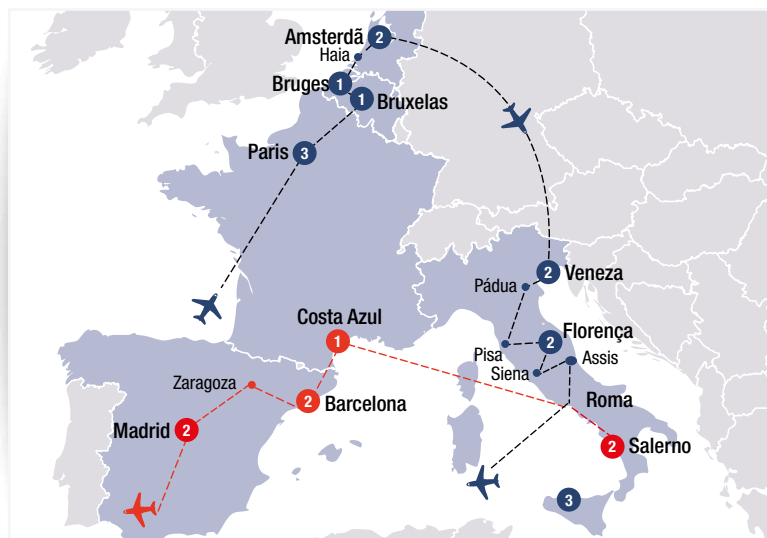 Amsterdã 2
Haia
Bruges 1
1 Bruxelas
Paris 3
2 Veneza
Pádua
Costa Azul
1
Florença
2
Pisa
Assis
Siena
Zaragoza
Roma
2 Barcelona
Madrid 2
2 Salerno
3